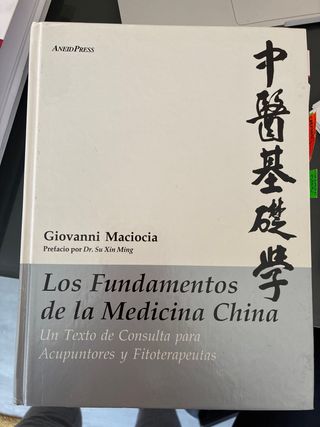 AneidPress
中醫基礎學
Giovanni Maciocia
Prefacio por Dr. Su Xin Ming
Los Fundamentos
de la Medicina China
Un Texto de Consulta para
Acupuntores y Fitoterapeutas